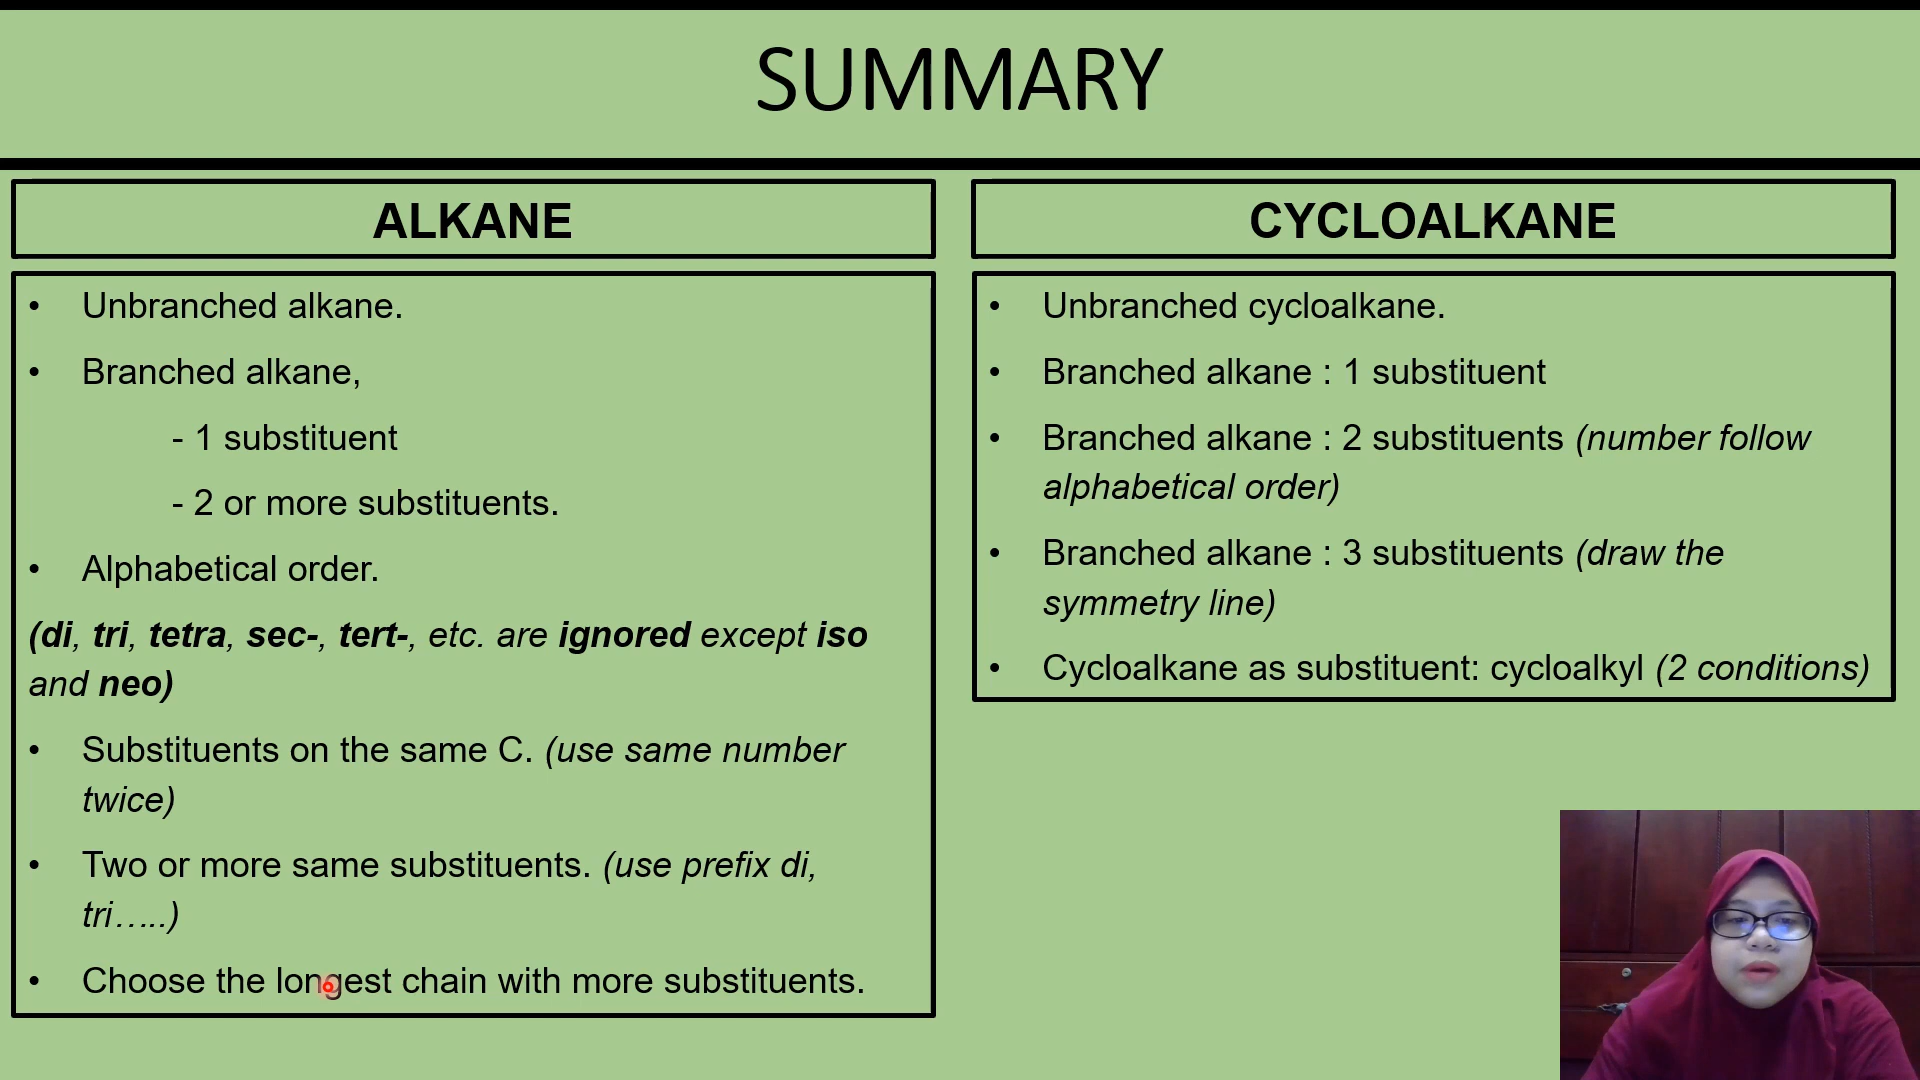 SUMMARY
ALKANE
• Unbranched alkane.
• Branched alkane,
- 1 substituent
- 2 or more substituents.
• Alphabetical order.
(di, tri, tetra, sec-, tert-, etc. are ignored except iso
and neo)
• Substituents on the same C. (use same number
twice)
• Two or more same substituents. (use prefix di,
tri…..)
• Choose the longest chain with more substituents.
CYCLOALKANE
• Unbranched cycloalkane.
• Branched alkane : 1 substituent
• Branched alkane : 2 substituents (number follow
alphabetical order)
• Branched alkane : 3 substituents (draw the
symmetry line)
• Cycloalkane as substituent: cycloalkyl (2 conditions)